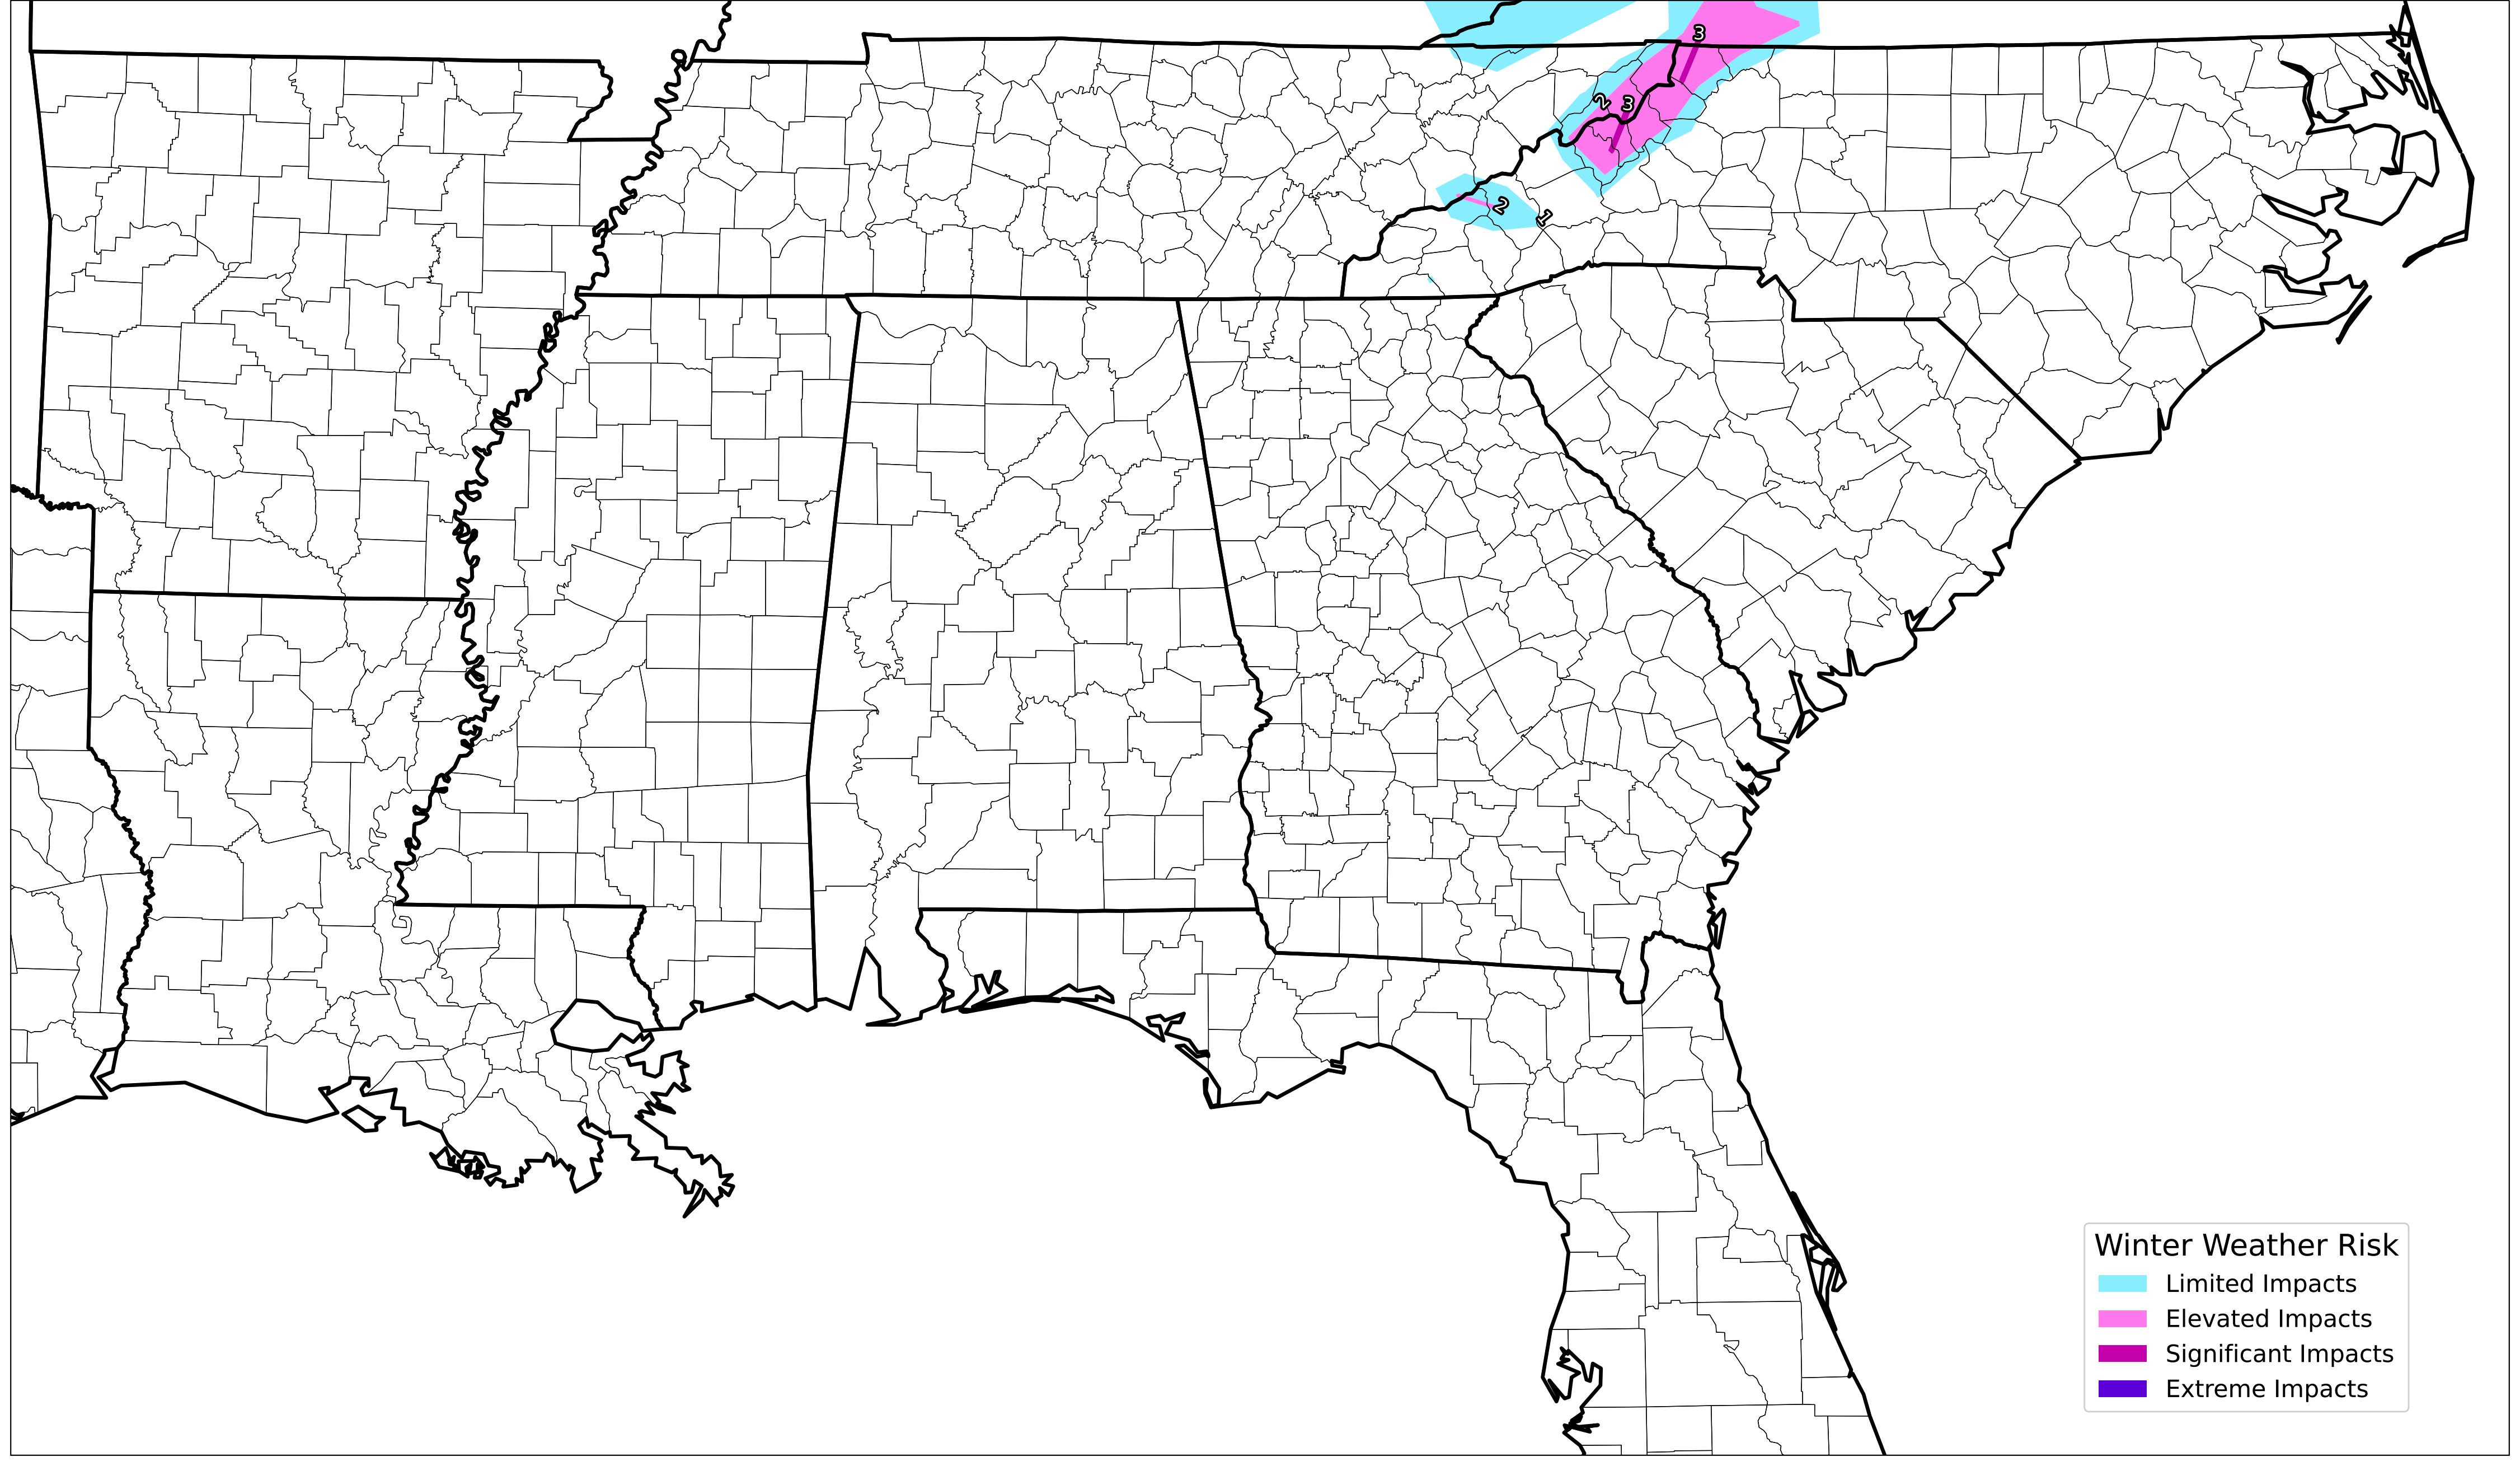 3
2
3
2
1
Winter Weather Risk
Limited Impacts
Elevated Impacts
Significant Impacts
Extreme Impacts